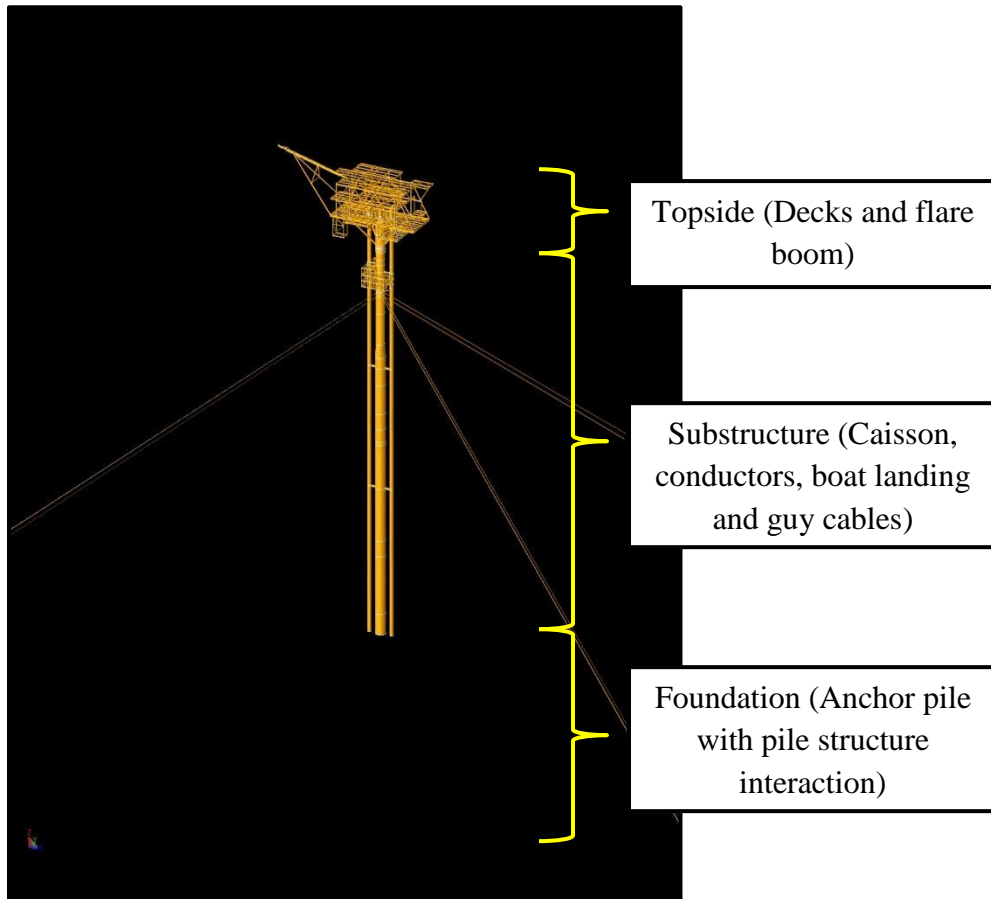 Topside (Decks and flare
boom)
Substructure (Caisson,
conductors, boat landing
and guy cables)
Foundation (Anchor pile
with pile structure
interaction)